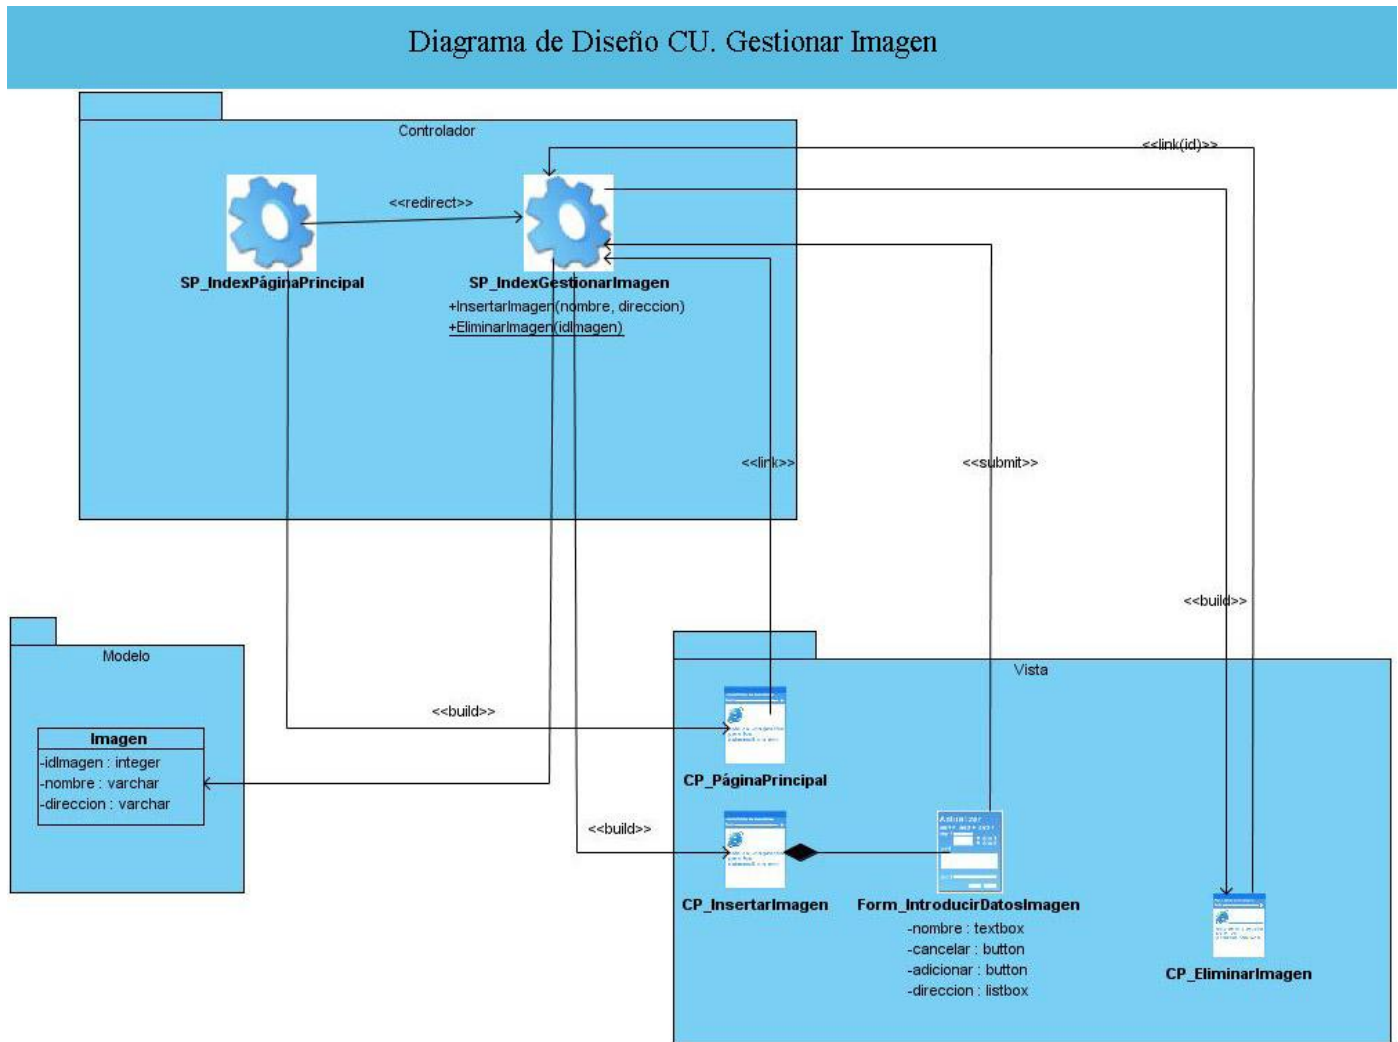 Diagrama de Diseño CU. Gestionar Imagen
Controlador
<<link(id)>>
<<redirect>>
SP_IndexPáginaPrincipal
SP_IndexGestionarImagen
+InsertarImagen(nombre, direccion)
+EliminarImagen(idImagen)
<<link>>
<<submit>>
<<build>>
Modelo
Imagen
-idImagen : integer
-nombre : varchar
-direccion : varchar
<<build>>
<<build>>
Vista
CP_PáginaPrincipal
CP_InsertarImagen
Actualizar
Form_IntroducirDatosImagen
-nombre : textbox
-cancelar : button
-adicionar : button
-direccion : listbox
CP_EliminarImagen